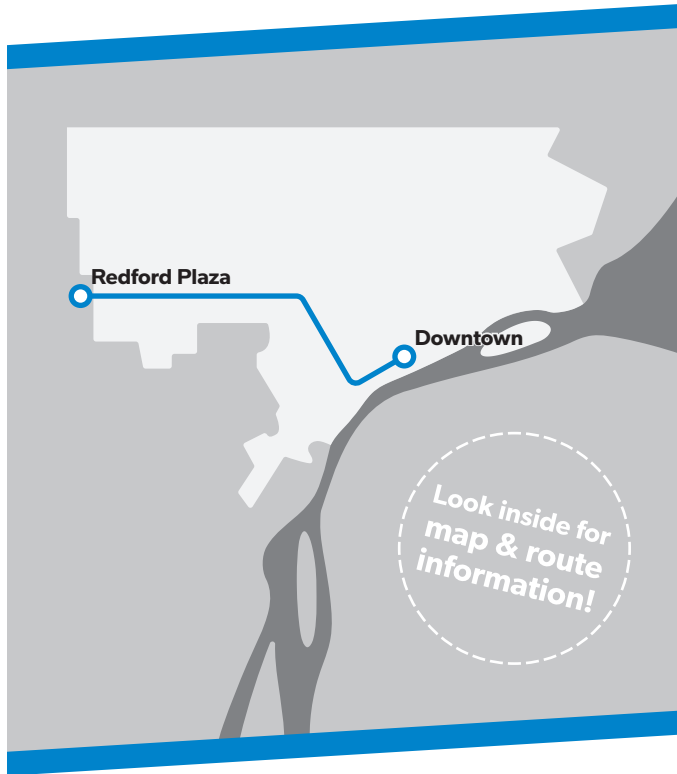 Redford Plaza
Downtown
Look inside for
map & route
information!